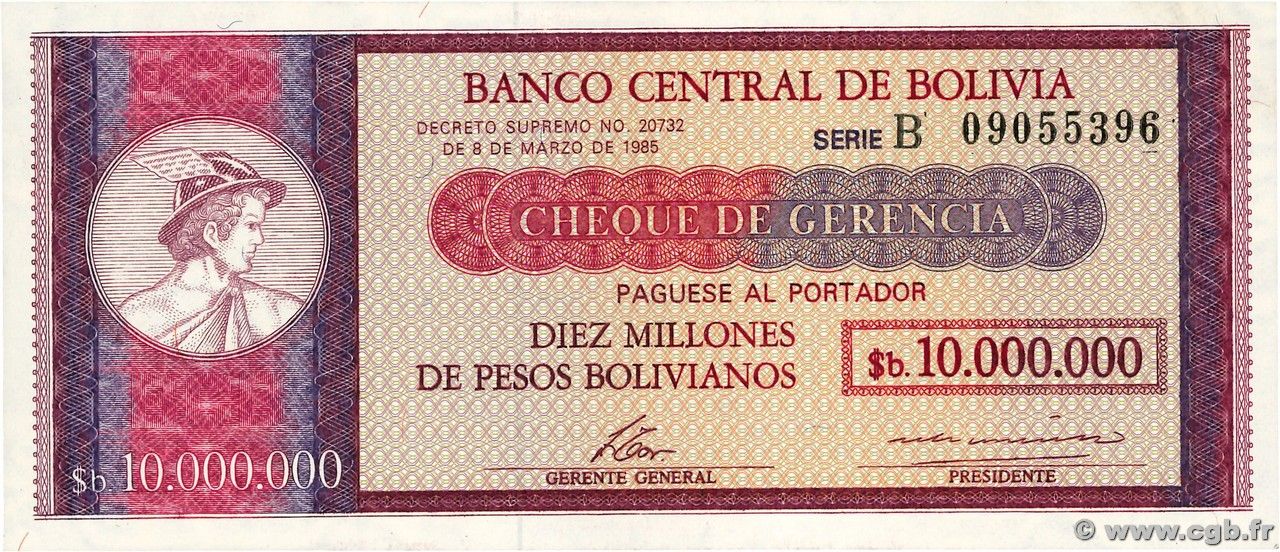 BANCO CENTRAL DE BOLIVIA
DECRETO SUPREMO NO. 20732
DE 8 DE MARZO DE 1985
SERIE B 09055396
CHEQUE DE GERENCIA
PAGUESE AL PORTADOR
DIEZ MILLONES
DE PESOS BOLIVIANOS
$b. 10.000.000
$b 10.000.000
GERENTE GENERAL
PRESIDENTE
© www.cgb.fr